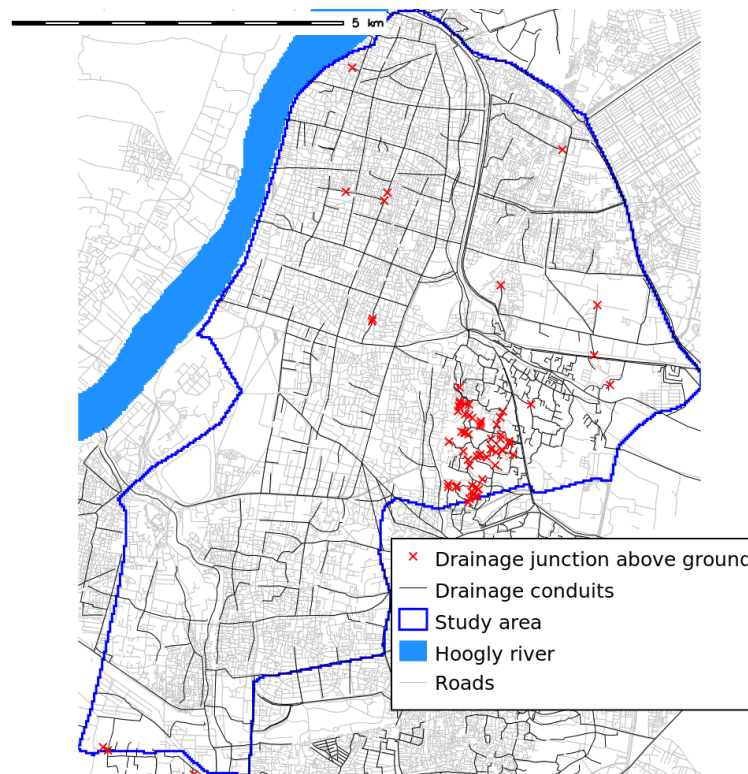 5 km
Drainage junction above ground
Drainage conduits
Study area
Hoogly river
Roads